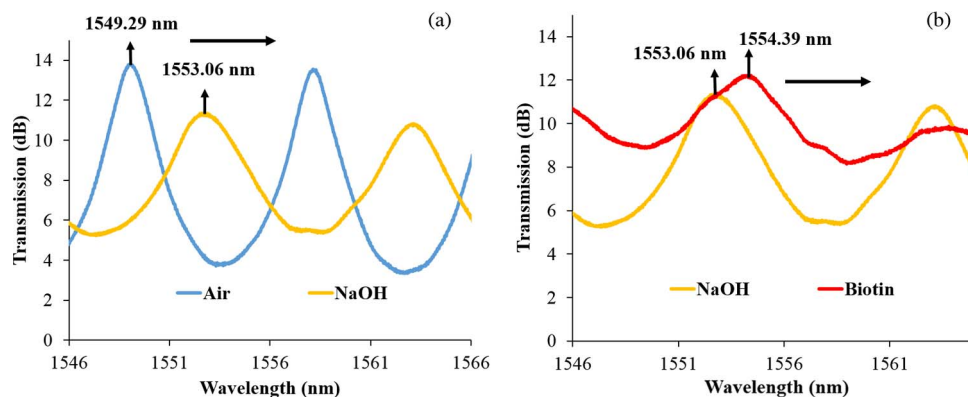 (a)
1549.29 nm
1553.06 nm
14
12
10
8
6
4
2
0
Transmission (dB)
Air
NaOH
1546
1551
1556
1561
1566
Wavelength (nm)
(b)
1553.06 nm
1554.39 nm
14
12
10
8
6
4
2
0
Transmission (dB)
NaOH
Biotin
1546
1551
1556
1561
Wavelength (nm)